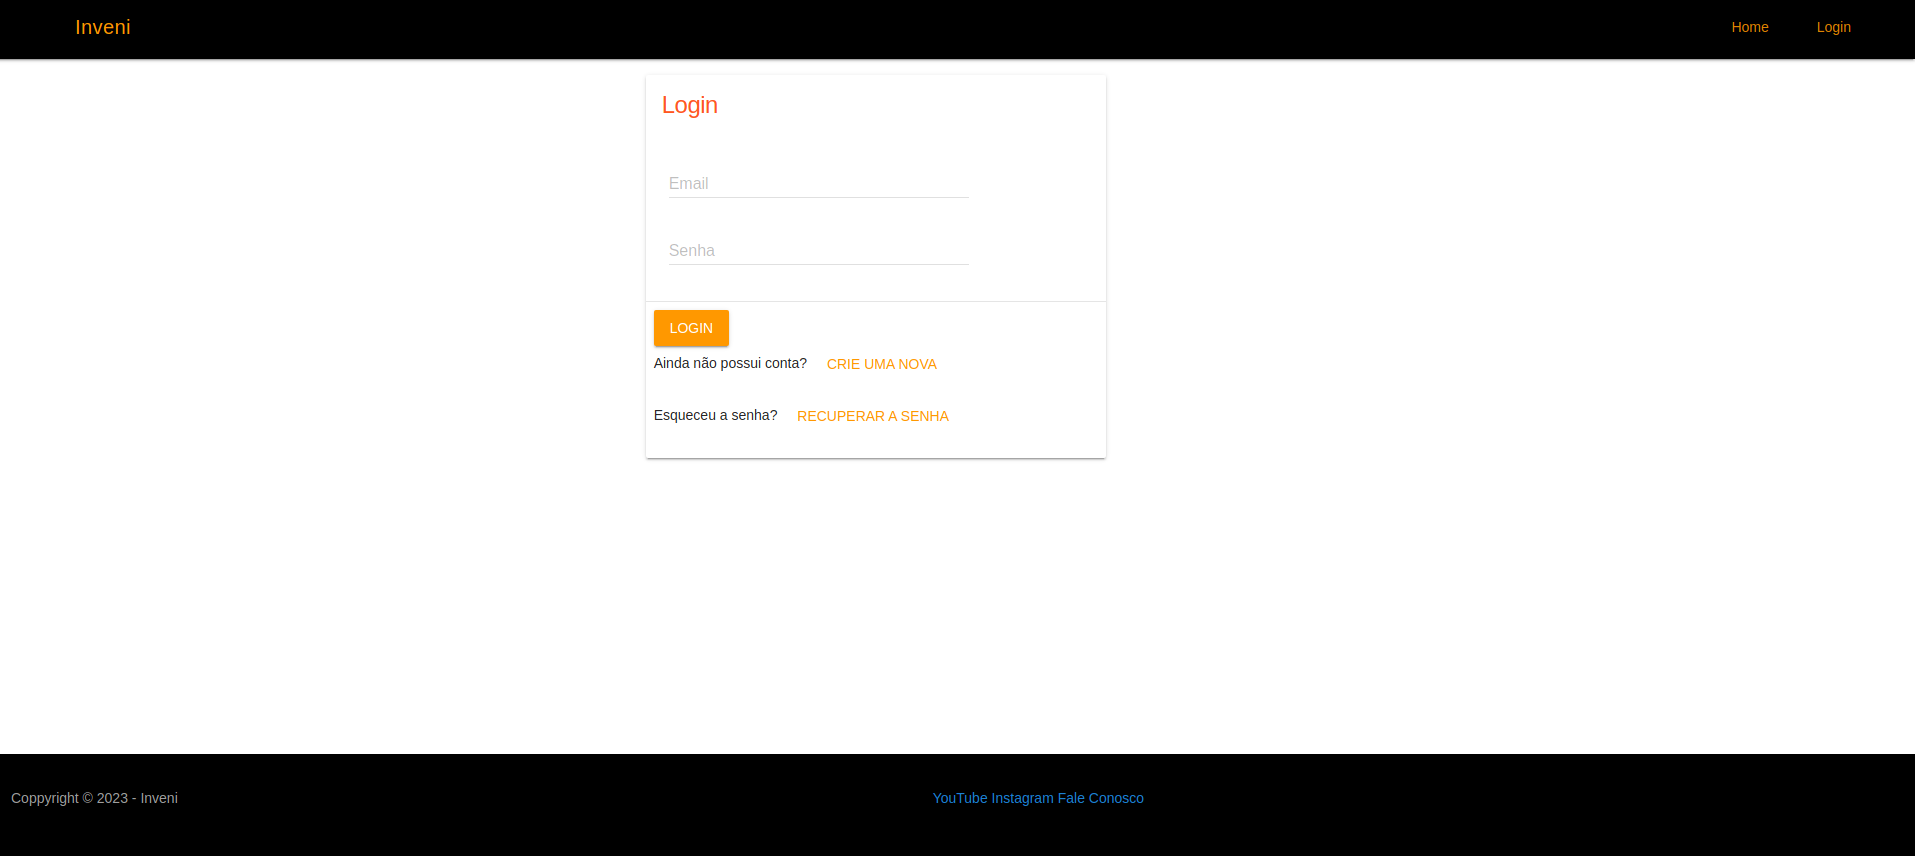 Inveni Home Login
Login
Email
Senha
LOGIN
Ainda não possui conta? CRIE UMA NOVA
Esqueceu a senha? RECUPERAR A SENHA
Coppyright © 2023 - Inveni YouTube Instagram Fale Conosco